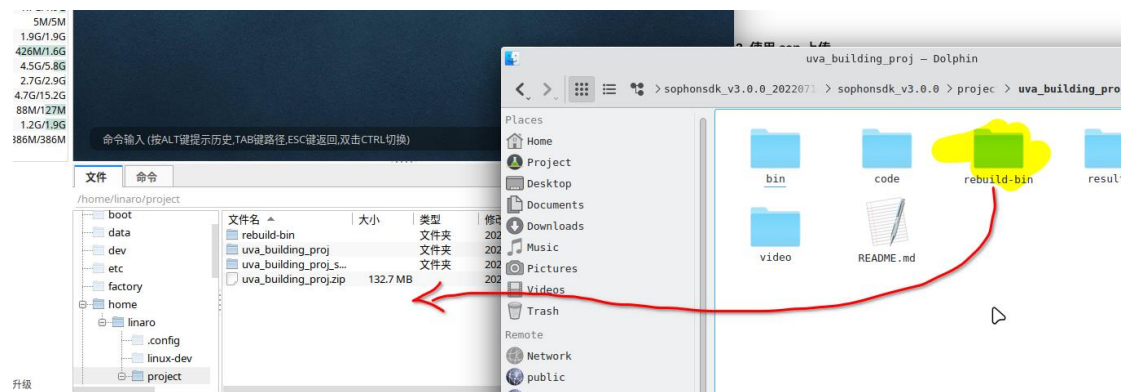 5M/5M
1.9G/1.9G
426M/1.6G
4.5G/5.8G
2.7G/2.9G
4.7G/15.2G
88M/127M
1.2G/1.9G
386M/386M
升级
命令输入 (按ALT键提示历史,TAB键路径,ESC键返回,双击CTRL切换)
文件 命令
/home/linaro/project
boot
data
dev
etc
factory
home
linaro
.config
linux-dev
project
文件名 大小 类型
rebuild-bin 文件夹 202
uva_building_proj 文件夹 202
uva_building_proj_s... 文件夹 202
uva_building_proj.zip 132.7 MB 202
uva_building_proj — Dolphin
sophonsdk_v3.0.0_2022071 > sophonsdk_v3.0.0 > projec > uva_building_pro
Places
Home
Project
Desktop
Documents
Downloads
Music
Pictures
Videos
Trash
Remote
Network
public
bin
code
rebuild-bin
resul
video
README.md